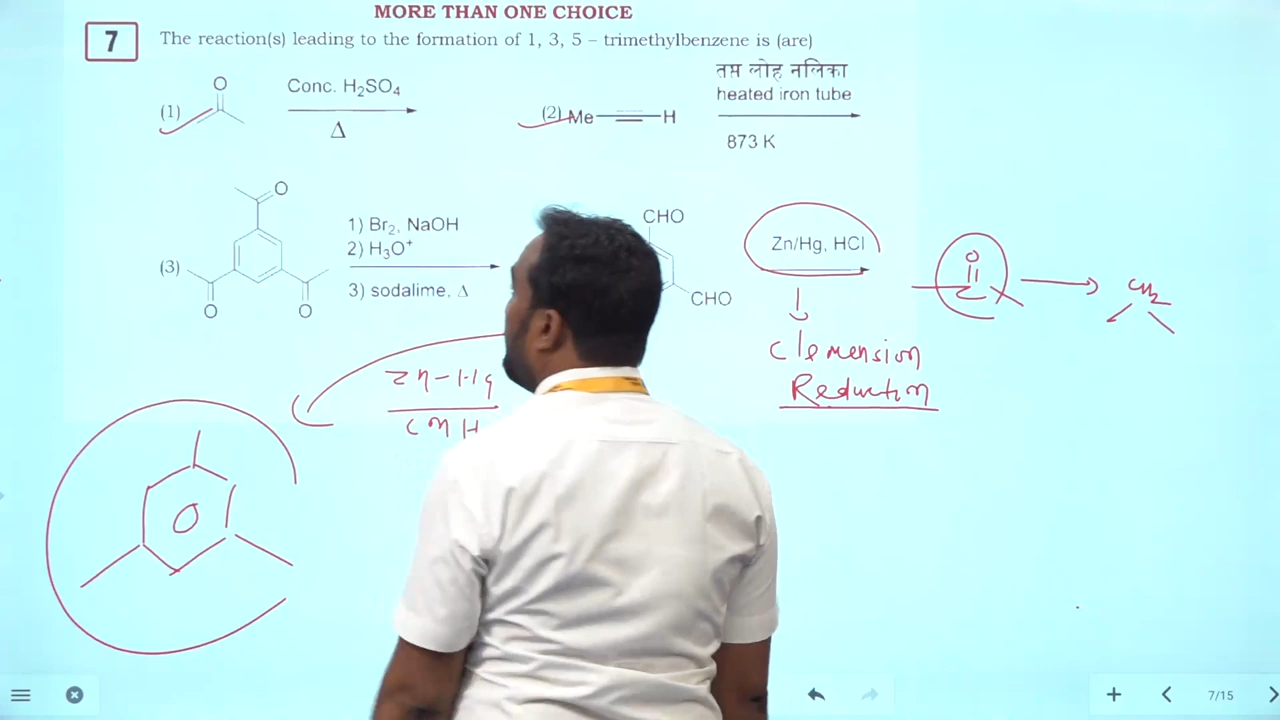 MORE THAN ONE CHOICE
7 The reaction(s) leading to the formation of 1, 3, 5 – trimethylbenzene is (are)
(1) O Conc. H₂SO₄ Δ
(2) Me H तप्त लोह नलिका
heated iron tube
873 K
(3) O O O 1) Br₂, NaOH
2) H₃O⁺
3) sodalime, Δ
CHO
CHO
Zn/Hg, HCl
O
C
CH₂
Clemension
Reduction
Zn-Hg
7/15